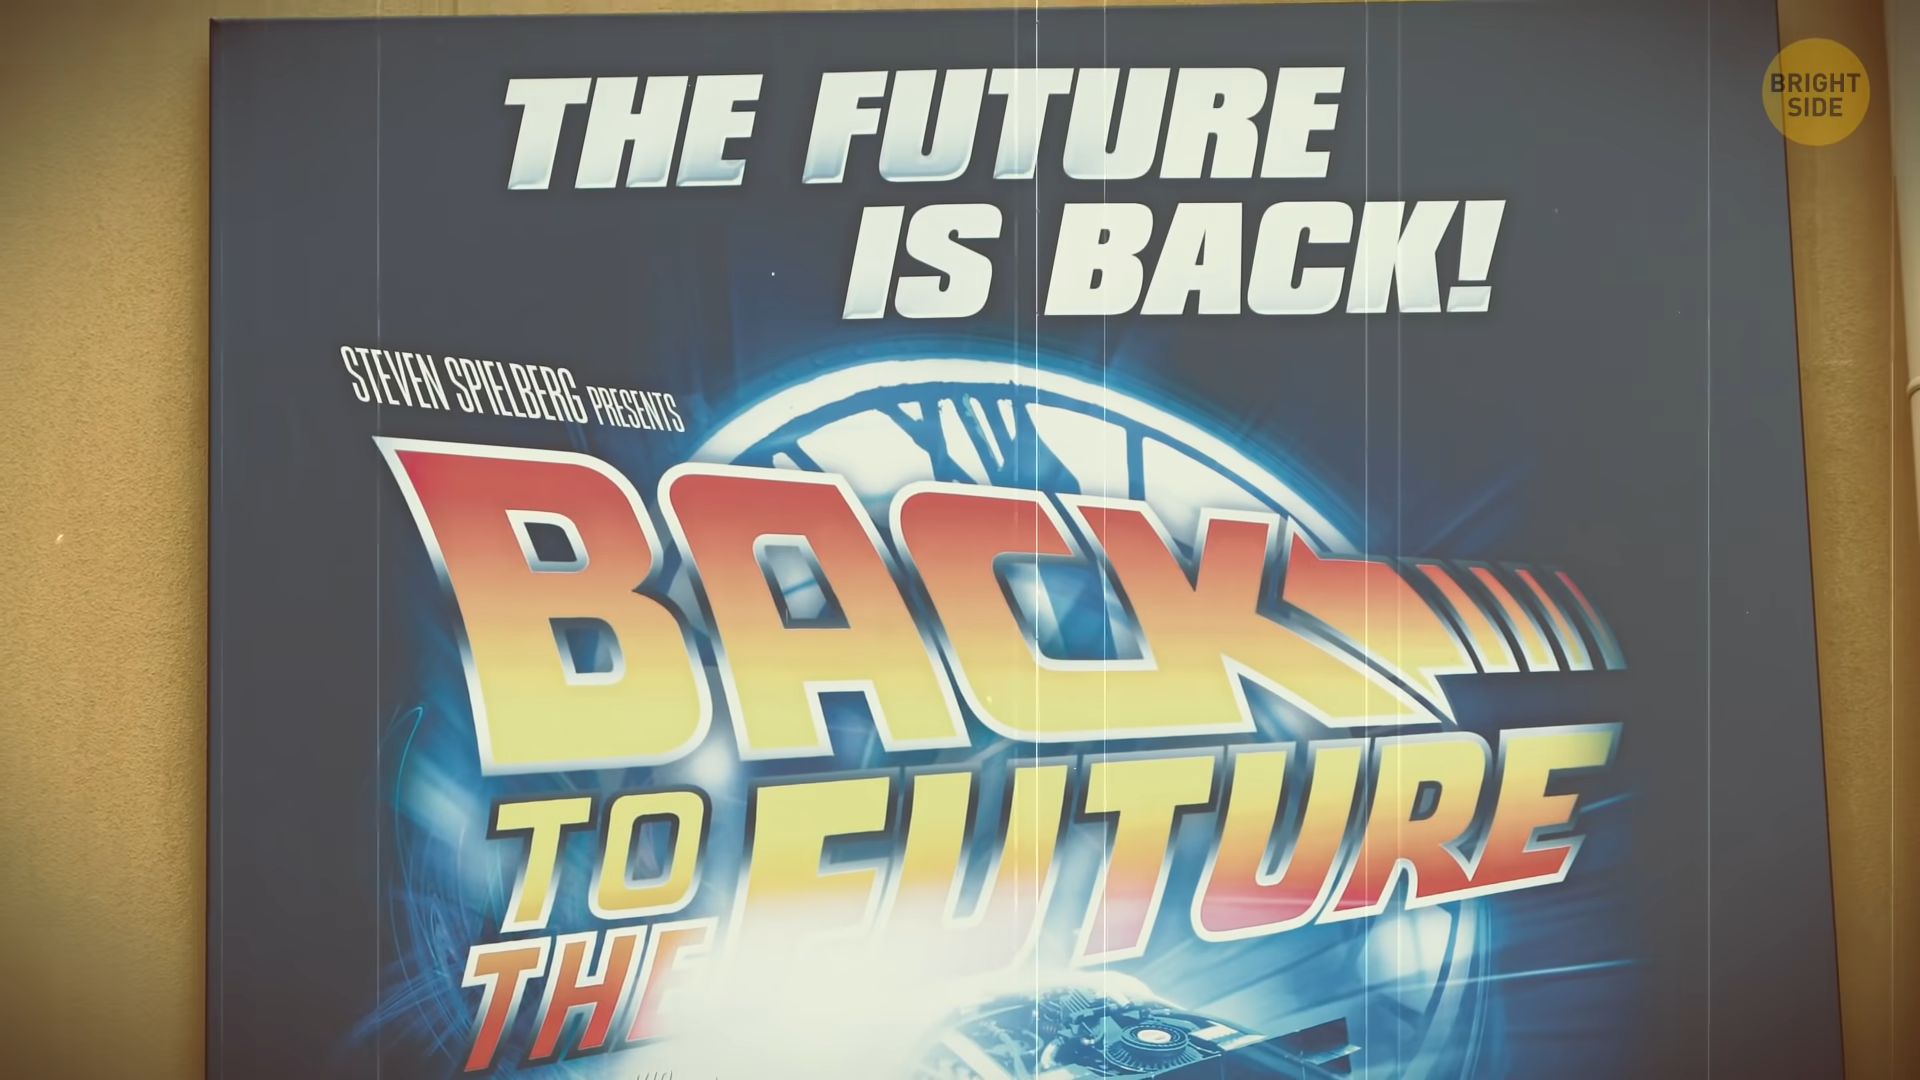 THE FUTURE
IS BACK!
BRIGHT
SIDE
STEVEN SPIELBERG PRESENTS
BACK
TO THE
FUTURE